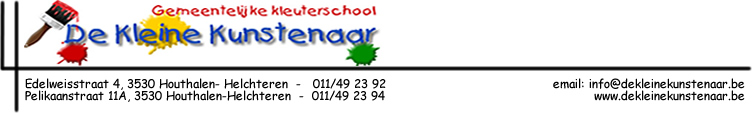 Gemeentelijke kleuterschool
De Kleine Kunstenaar
Edelweisstraat 4, 3530 Houthalen- Helchteren - 011/49 23 92 email: info@dekleinekunstenaar.be
Pelikaanstraat 11A, 3530 Houthalen-Helchteren - 011/49 23 94 www.dekleinekunstenaar.be